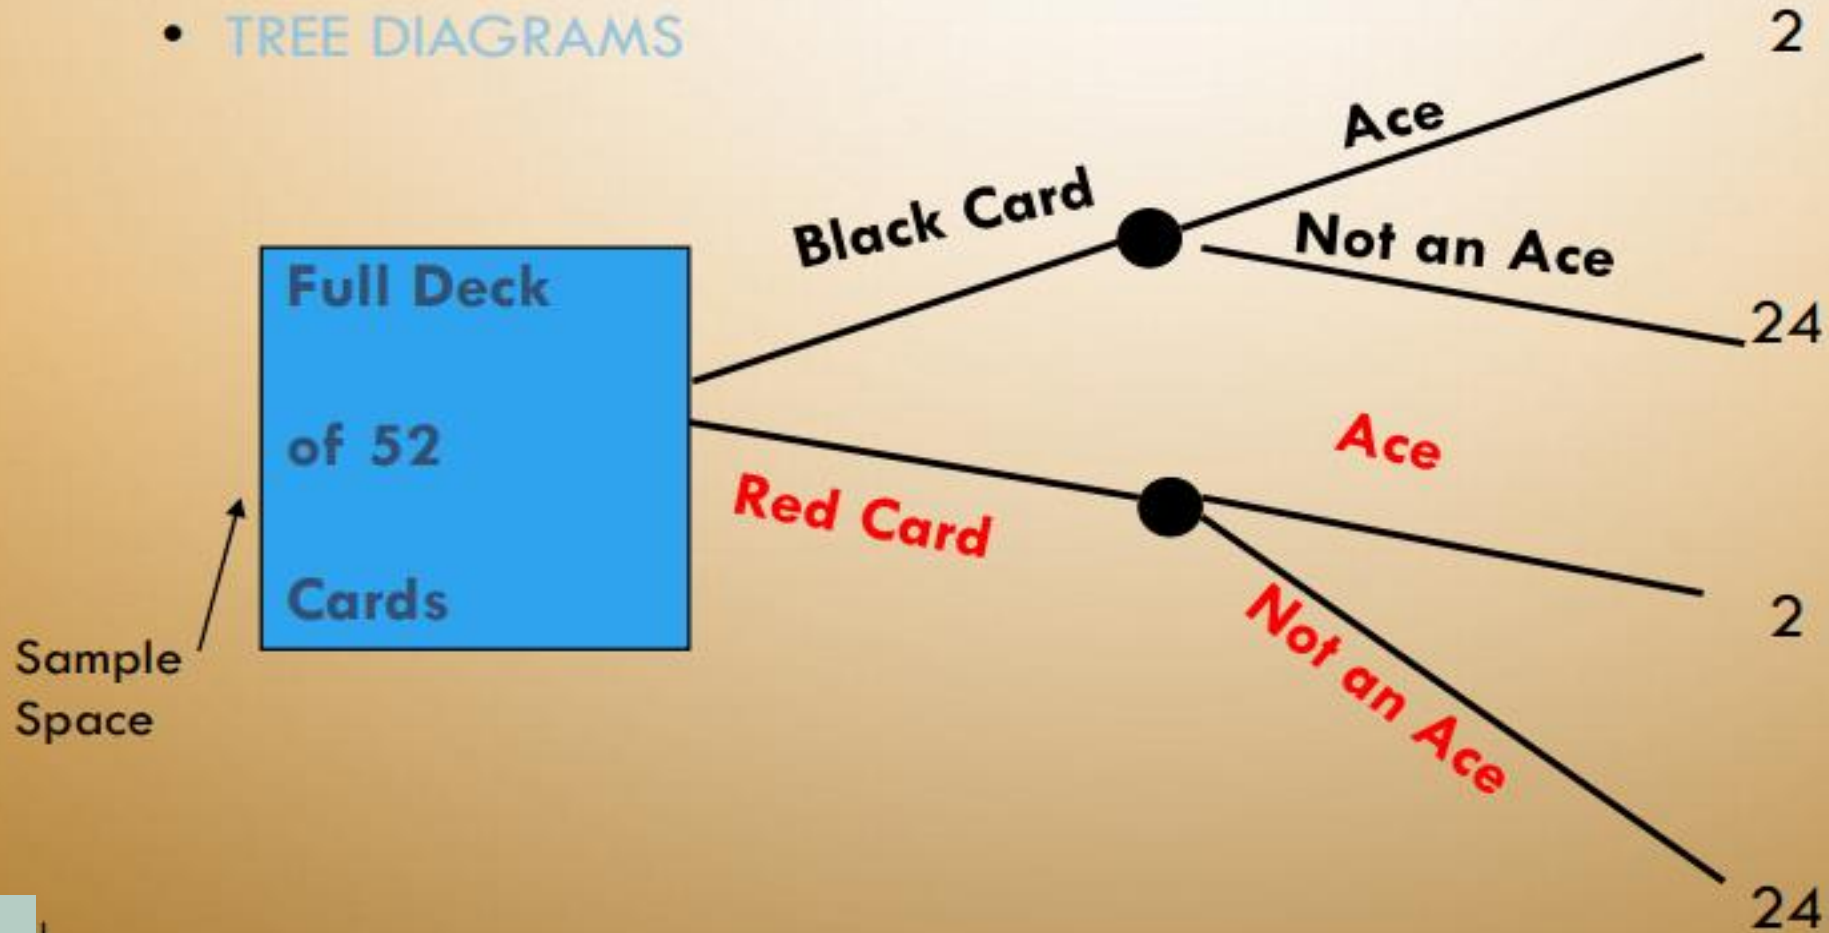 • TREE DIAGRAMS
2
Ace
Black Card
Not an Ace
24
Full Deck
of 52
Cards
Ace
Red Card
2
Not an Ace
24
Sample
Space